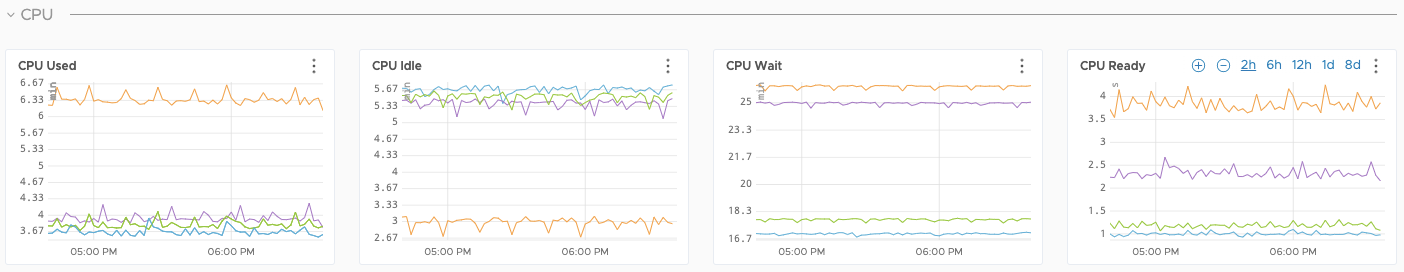 CPU
CPU Used
6.67
min
6.33
6
5.67
5.33
5
4.67
4.33
4
3.67
05:00 PM 06:00 PM
CPU Idle
5.67
min
5.33
5
4.67
4.33
4
3.67
3.33
3
2.67
05:00 PM 06:00 PM
CPU Wait
min
25
23.3
21.7
20
18.3
16.7
05:00 PM 06:00 PM
CPU Ready 2h 6h 12h 1d 8d
s
4
3.5
3
2.5
2
1.5
1
05:00 PM 06:00 PM